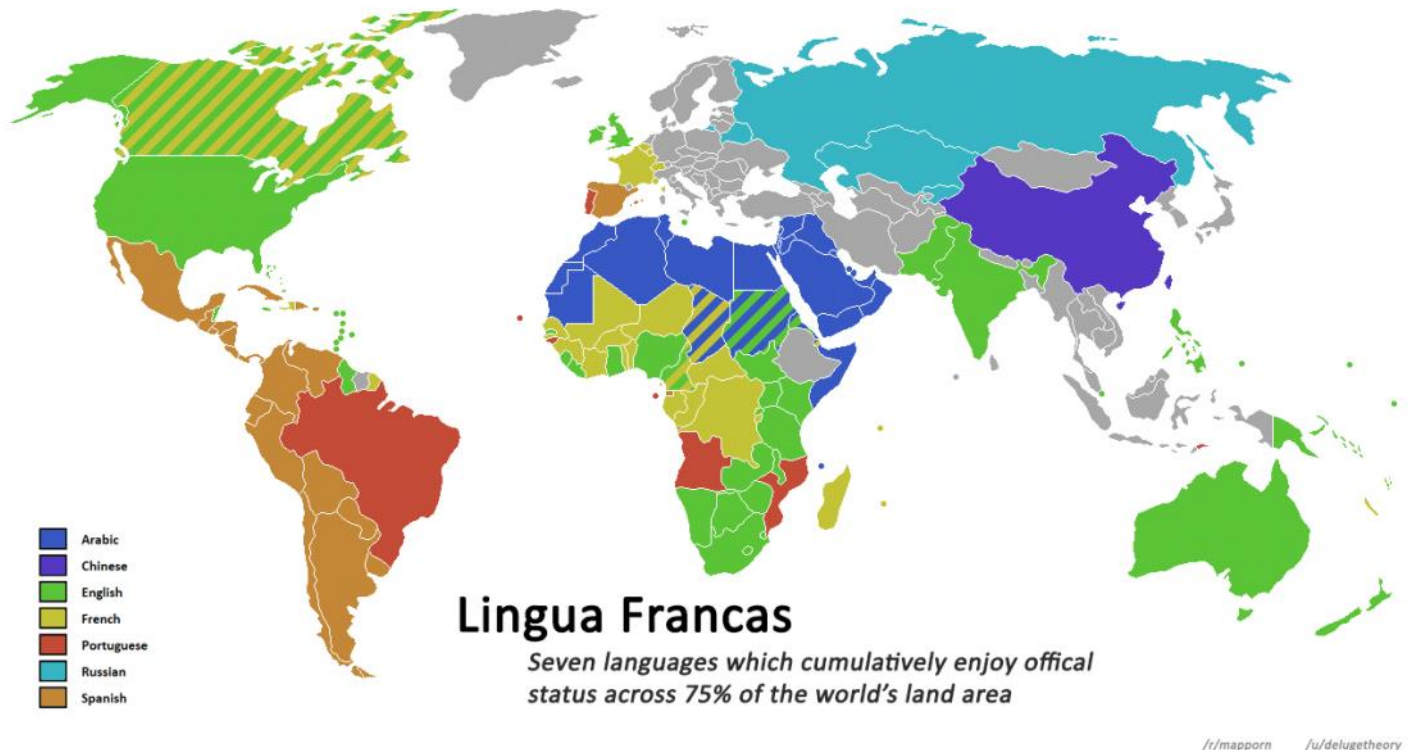 Arabic
Chinese
English
French
Portuguese
Russian
Spanish
Lingua Francas
Seven languages which cumulatively enjoy offical
status across 75% of the world's land area
/r/mapporn /u/delugetheory